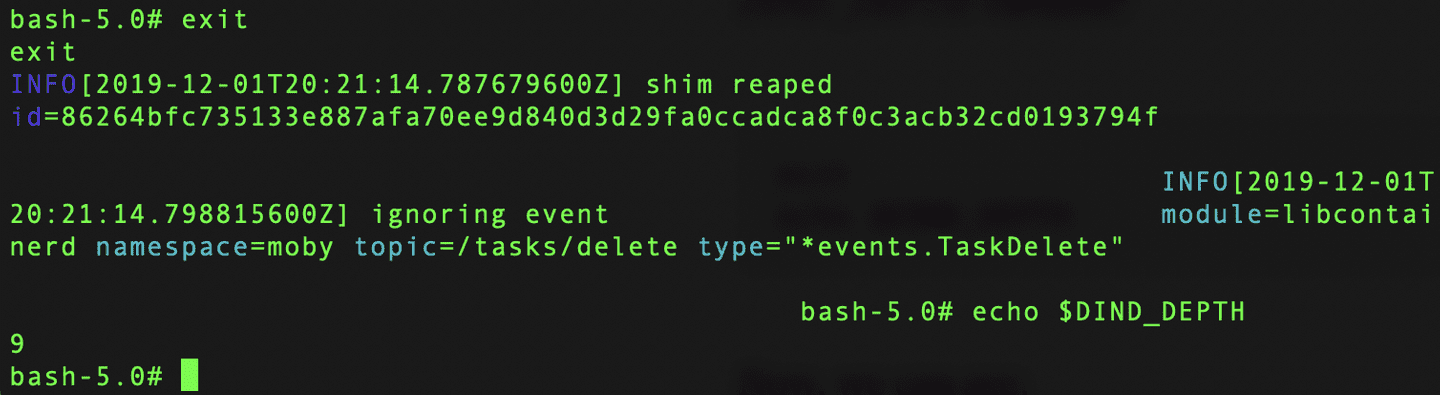 bash-5.0# exit
exit
INFO[2019-12-01T20:21:14.787679600Z] shim reaped
id=86264bfc735133e887afa70ee9d840d3d29fa0ccadca8f0c3acb32cd0193794f
INFO[2019-12-01T
20:21:14.798815600Z] ignoring event module=libcontai
nerd namespace=moby topic=/tasks/delete type="*events.TaskDelete"
bash-5.0# echo $DIND_DEPTH
9
bash-5.0#